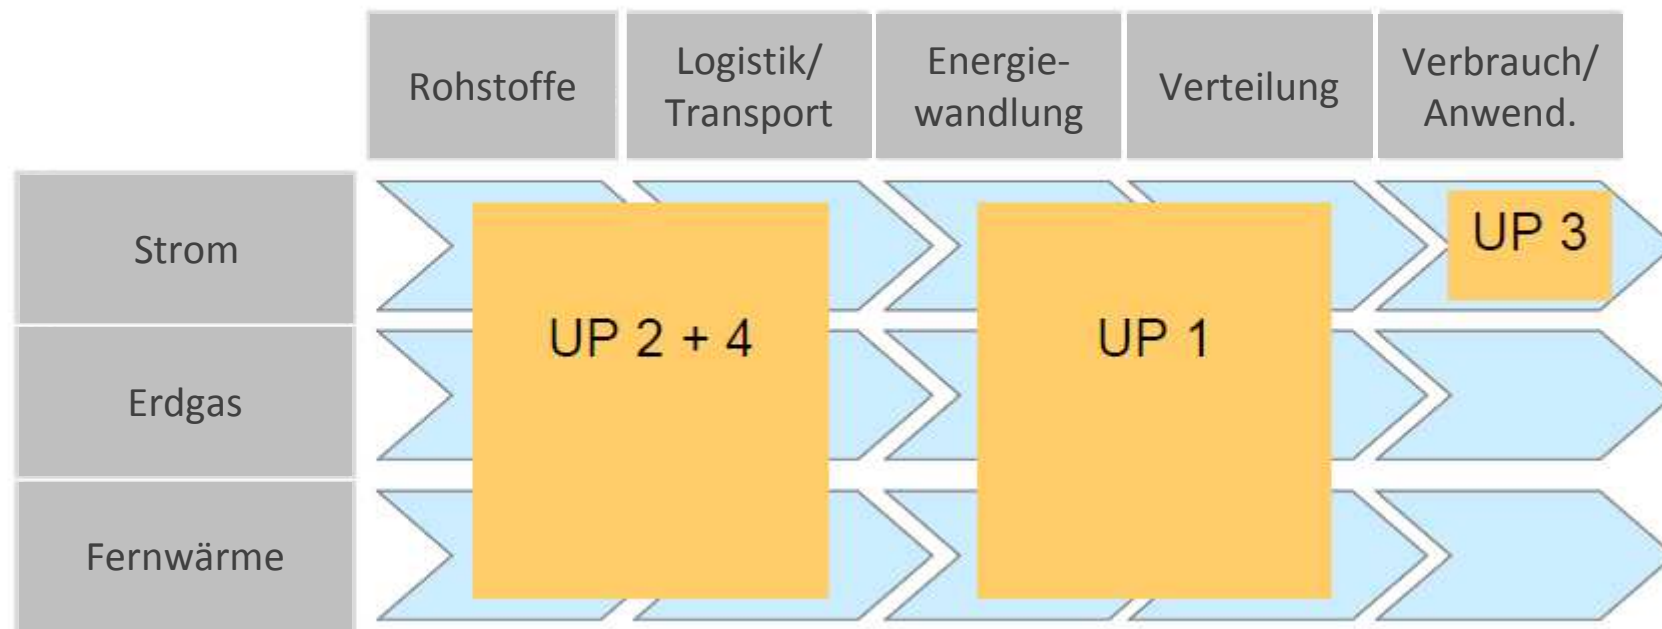 Rohstoffe
Logistik/
Transport
Energie-
wandlung
Verteilung
Verbrauch/
Anwend.
Strom
UP 3
UP 2 + 4
UP 1
Erdgas
Fernwärme